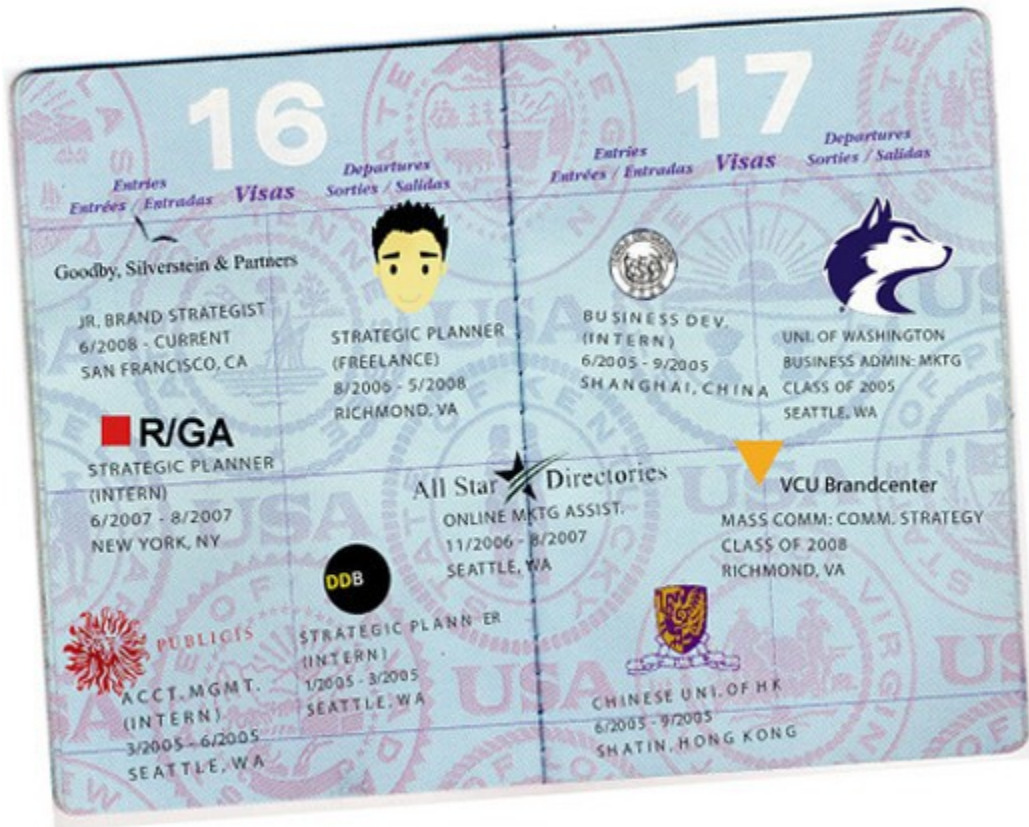 16
Entries
Entrées / Entradas
Visas
Departures
Sorties / Salidas
Goodby, Silverstein & Partners
JR. BRAND STRATEGIST
6/2008 - CURRENT
SAN FRANCISCO, CA
STRATEGIC PLANNER
(FREELANCE)
8/2006 - 5/2008
RICHMOND, VA
R/GA
STRATEGIC PLANNER
(INTERN)
6/2007 - 8/2007
NEW YORK, NY
All Star Directories
ONLINE MKTG ASSIST.
11/2006 - 8/2007
SEATTLE, WA
DDB
STRATEGIC PLANNER
(INTERN)
1/2005 - 3/2005
SEATTLE, WA
PUBLICIS
ACCT. MGMT.
(INTERN)
3/2005 - 6/2005
SEATTLE, WA
17
Entries
Entrées / Entradas
Visas
Departures
Sorties / Salidas
BUSINESS DEV.
(INTERN)
6/2005 - 9/2005
SHANGHAI, CHINA
UNI. OF WASHINGTON
BUSINESS ADMIN: MKTG
CLASS OF 2005
SEATTLE, WA
VCU Brandcenter
MASS COMM: COMM. STRATEGY
CLASS OF 2008
RICHMOND, VA
CHINESE UNI. OF HK
6/2005 - 9/2005
SHATIN, HONG KONG
USA
USA
USA
USA
USA